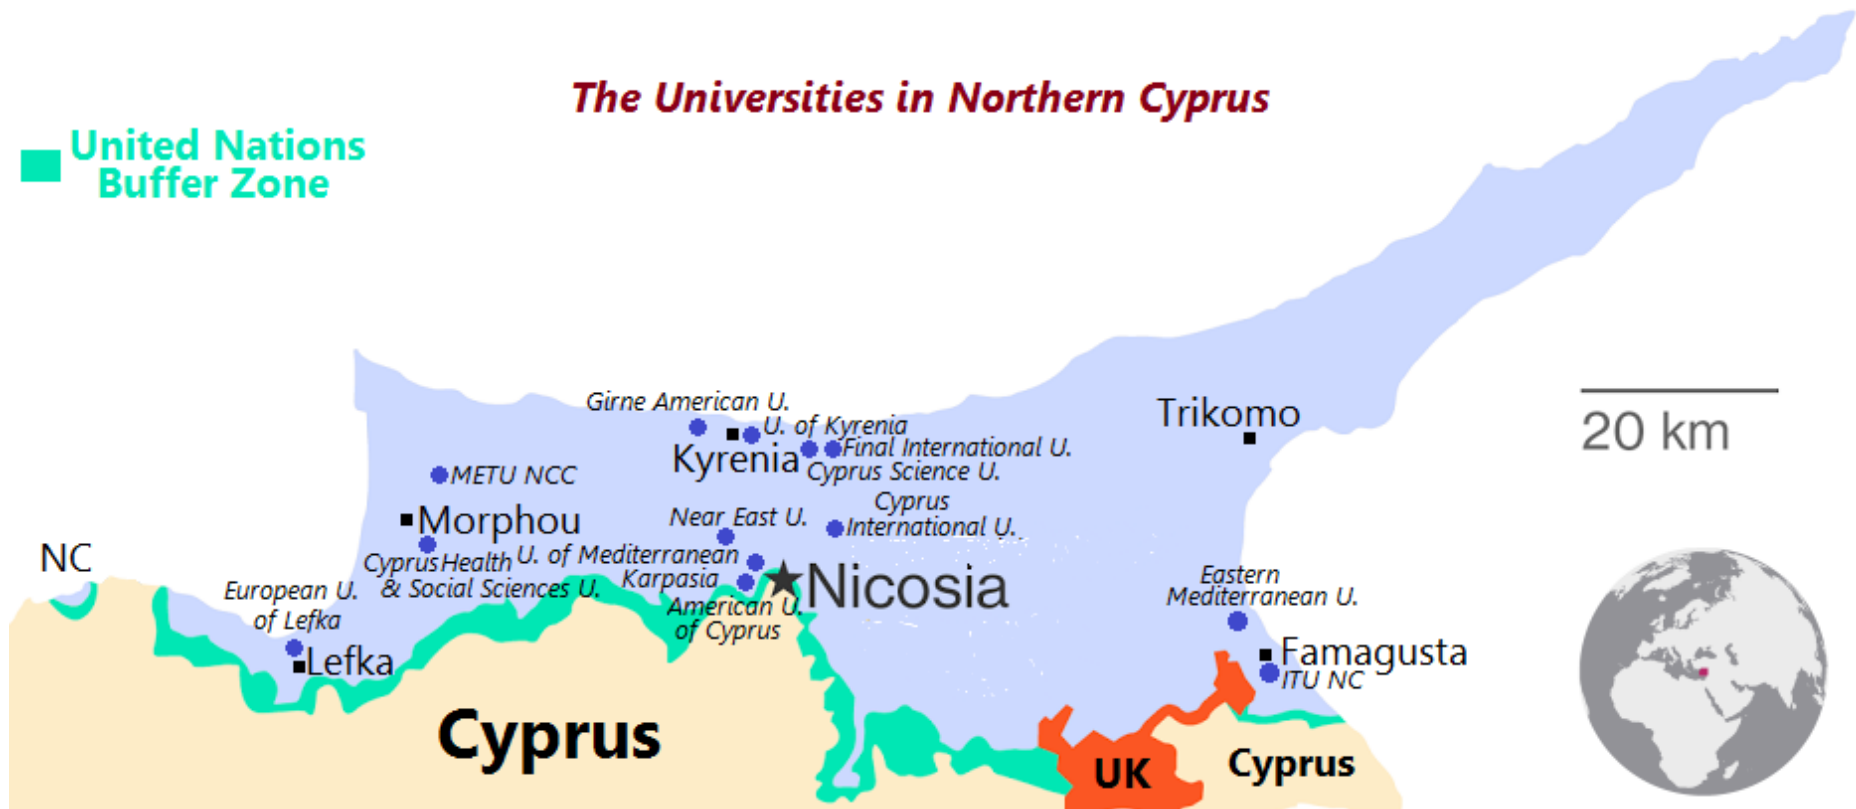 The Universities in Northern Cyprus
United Nations
Buffer Zone
Girne American U.
U. of Kyrenia
Kyrenia
Final International U.
Cyprus Science U.
Trikomo
20 km
METU NCC
Morphou
Cyprus
International U.
Near East U.
NC
Cyprus Health
& Social Sciences U.
U. of Mediterranean
Karpasia
Nicosia
European U.
of Lefka
Lefka
American U.
of Cyprus
Eastern
Mediterranean U.
Famagusta
ITU NC
Cyprus
UK
Cyprus